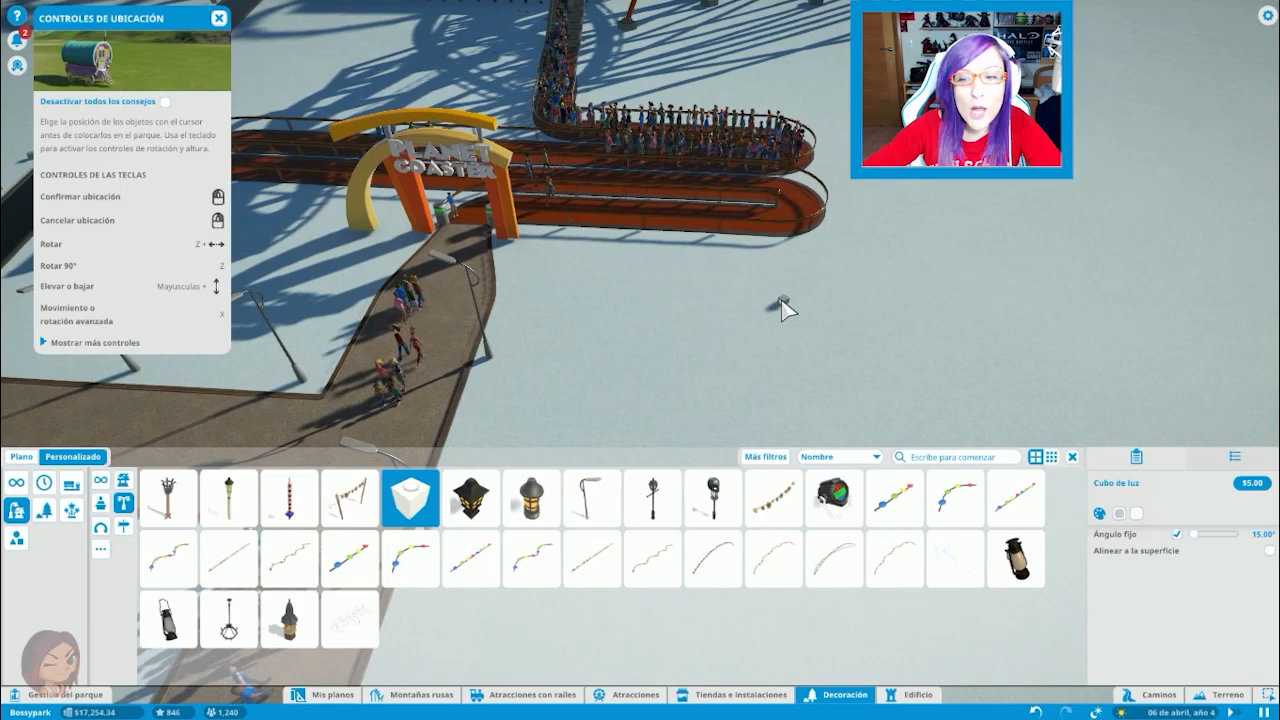 CONTROLES DE UBICACIÓN
2
Desactivar todos los consejos
Elige la posición de los objetos con el cursor
antes de colocarlos en el parque. Usa el teclado
para activar los controles de rotación y altura.
CONTROLES DE LAS TECLAS
Confirmar ubicación
Cancelar ubicación
Rotar Z +
Rotar 90° Z
Elevar o bajar Mayusculas +
Movimiento o
rotación avanzada X
Mostrar más controles
PLANET
COASTER
HALO
Plano Personalizado Más filtros Nombre Escribe para comenzar
Cubo de luz $5.00
Ángulo fijo 15.00°
Alinear a la superficie
Gestión del parque Mis planos Montañas rusas Atracciones con raíles Atracciones Tiendas e instalaciones Decoración Edificio Caminos Terreno
Bossypark $17,254.34 846 1,240 06 de abril, año 4